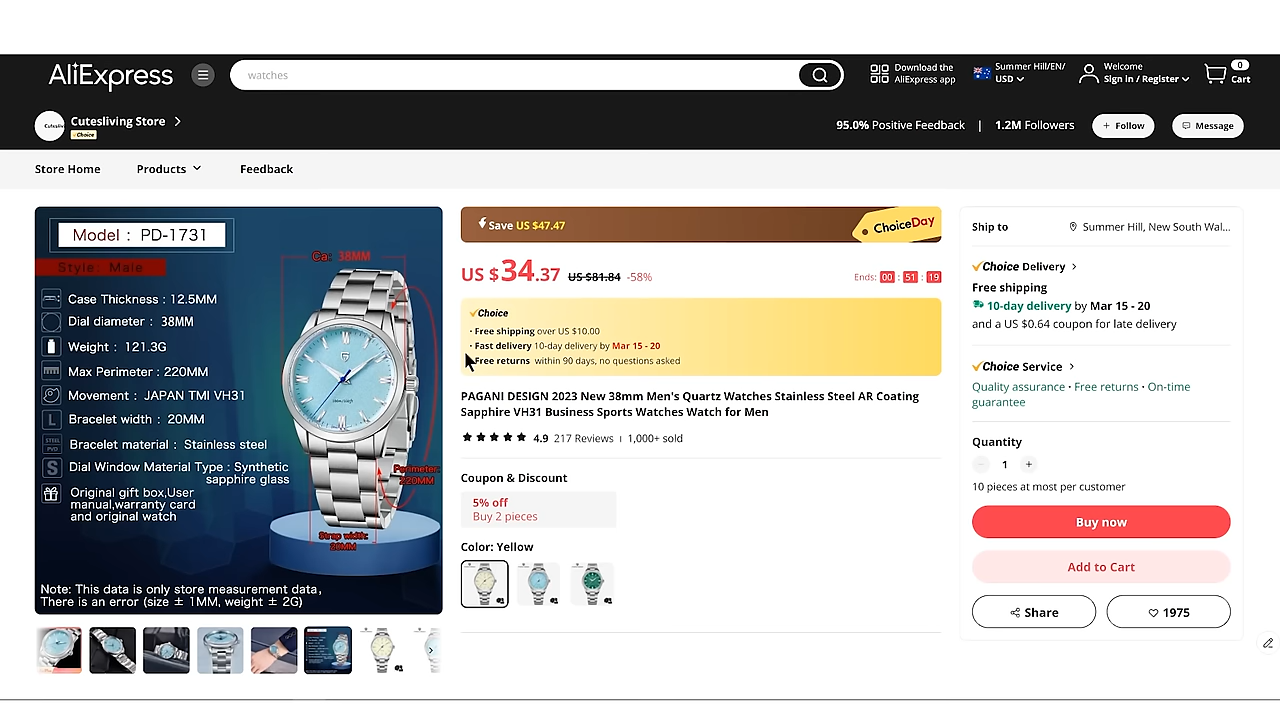 AliExpress
watches
Download the
AliExpress app
Summer Hill/EN/
USD
Welcome
Sign in / Register
0
Cart
Cutesliving Store
Choice
95.0% Positive Feedback | 1.2M Followers
+ Follow
Message
Store Home
Products
Feedback
Model : PD-1731
Style: Male
Ca: 38MM
Case Thickness : 12.5MM
Dial diameter : 38MM
Weight : 121.3G
Max Perimeter : 220MM
Movement : JAPAN TMI VH31
Bracelet width : 20MM
Bracelet material : Stainless steel
Dial Window Material Type : Synthetic
sapphire glass
Original gift box,User
manual,warranty card
and original watch
Perimeter:
220MM
Strap width:
20MM
Note: This data is only store measurement data,
There is an error (size ± 1MM, weight ± 2G)
Save US $47.47
ChoiceDay
US $34.37 US $81.84 -58%
Ends: 00 : 51 : 19
Choice
· Free shipping over US $10.00
· Fast delivery 10-day delivery by Mar 15 - 20
Free returns within 90 days, no questions asked
PAGANI DESIGN 2023 New 38mm Men's Quartz Watches Stainless Steel AR Coating
Sapphire VH31 Business Sports Watches Watch for Men
4.9 217 Reviews | 1,000+ sold
Coupon & Discount
5% off
Buy 2 pieces
Color: Yellow
Ship to
Summer Hill, New South Wal...
Choice Delivery
Free shipping
10-day delivery by Mar 15 - 20
and a US $0.64 coupon for late delivery
Choice Service
Quality assurance · Free returns · On-time
guarantee
Quantity
1
10 pieces at most per customer
Buy now
Add to Cart
Share
1975